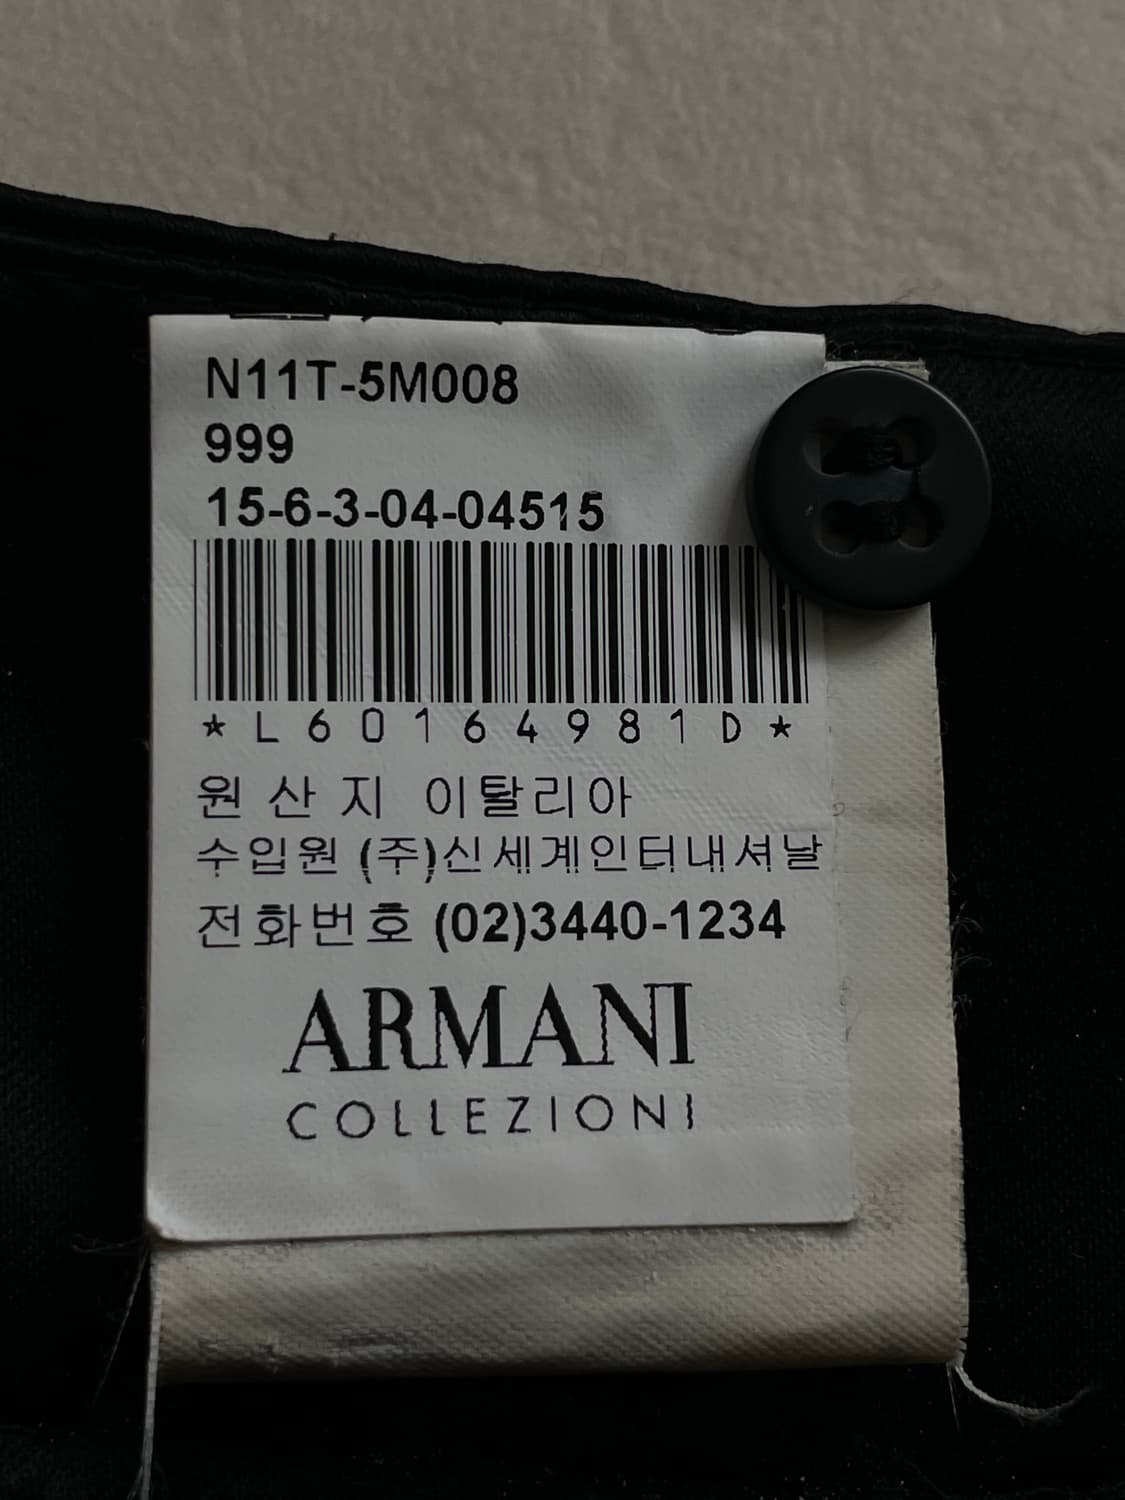 N11T-5M008
999
15-6-3-04-04515
*L60164981D*
원 산 지 이탈리아
수입원 (주)신세계인터내셔날
전화번호 (02)3440-1234
ARMANI
COLLEZIONI